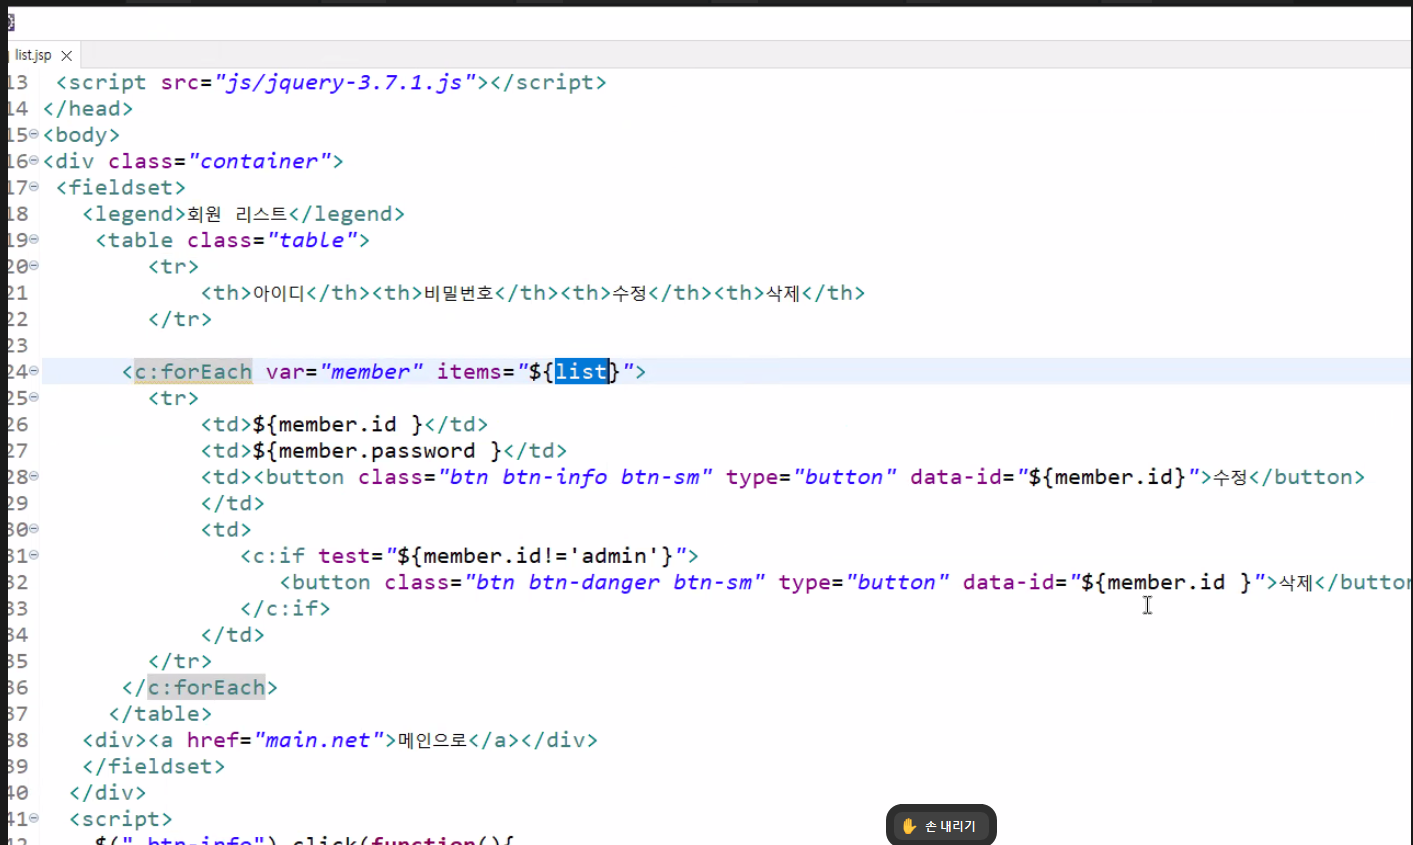 list.jsp
13 <script src="js/jquery-3.7.1.js"></script>
14 </head>
15 <body>
16 <div class="container">
17 <fieldset>
18 <legend>회원 리스트</legend>
19 <table class="table">
20 <tr>
21 <th>아이디</th><th>비밀번호</th><th>수정</th><th>삭제</th>
22 </tr>
23
24 <c:forEach var="member" items="${list}">
25 <tr>
26 <td>${member.id }</td>
27 <td>${member.password }</td>
28 <td><button class="btn btn-info btn-sm" type="button" data-id="${member.id}">수정</button>
29 </td>
30 <td>
31 <c:if test="${member.id!='admin'}">
32 <button class="btn btn-danger btn-sm" type="button" data-id="${member.id }">삭제</button
33 </c:if>
34 </td>
35 </tr>
36 </c:forEach>
37 </table>
38 <div><a href="main.net">메인으로</a></div>
39 </fieldset>
40 </div>
41 <script>
$(".btn-info").click(function(){
손 내리기